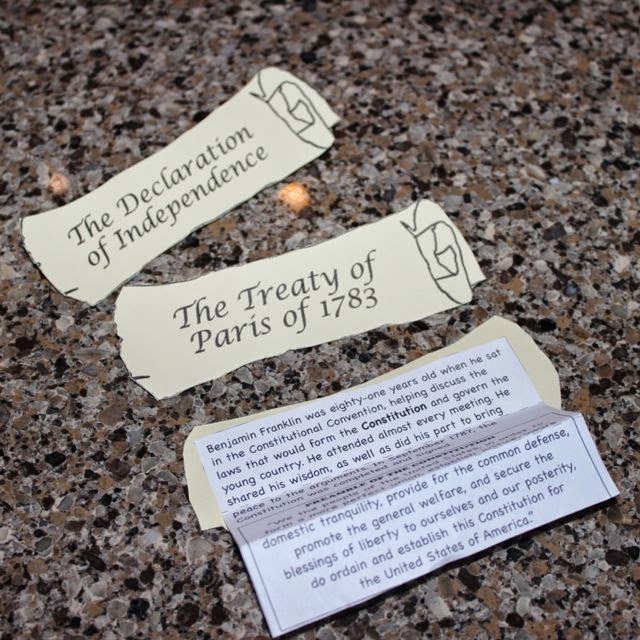 The Declaration
of Independence
The Treaty of
Paris of 1783
Benjamin Franklin was eighty-one years old when he sat
in the Constitutional Convention, helping discuss the
laws that would form the Constitution and govern the
young country. He attended almost every meeting. He
shared his wisdom, as well as did his part to bring
peace
domestic tranquility, provide for the common defense,
promote the general welfare, and secure the
blessings of liberty to ourselves and our posterity,
do ordain and establish this Constitution for
the United States of America."